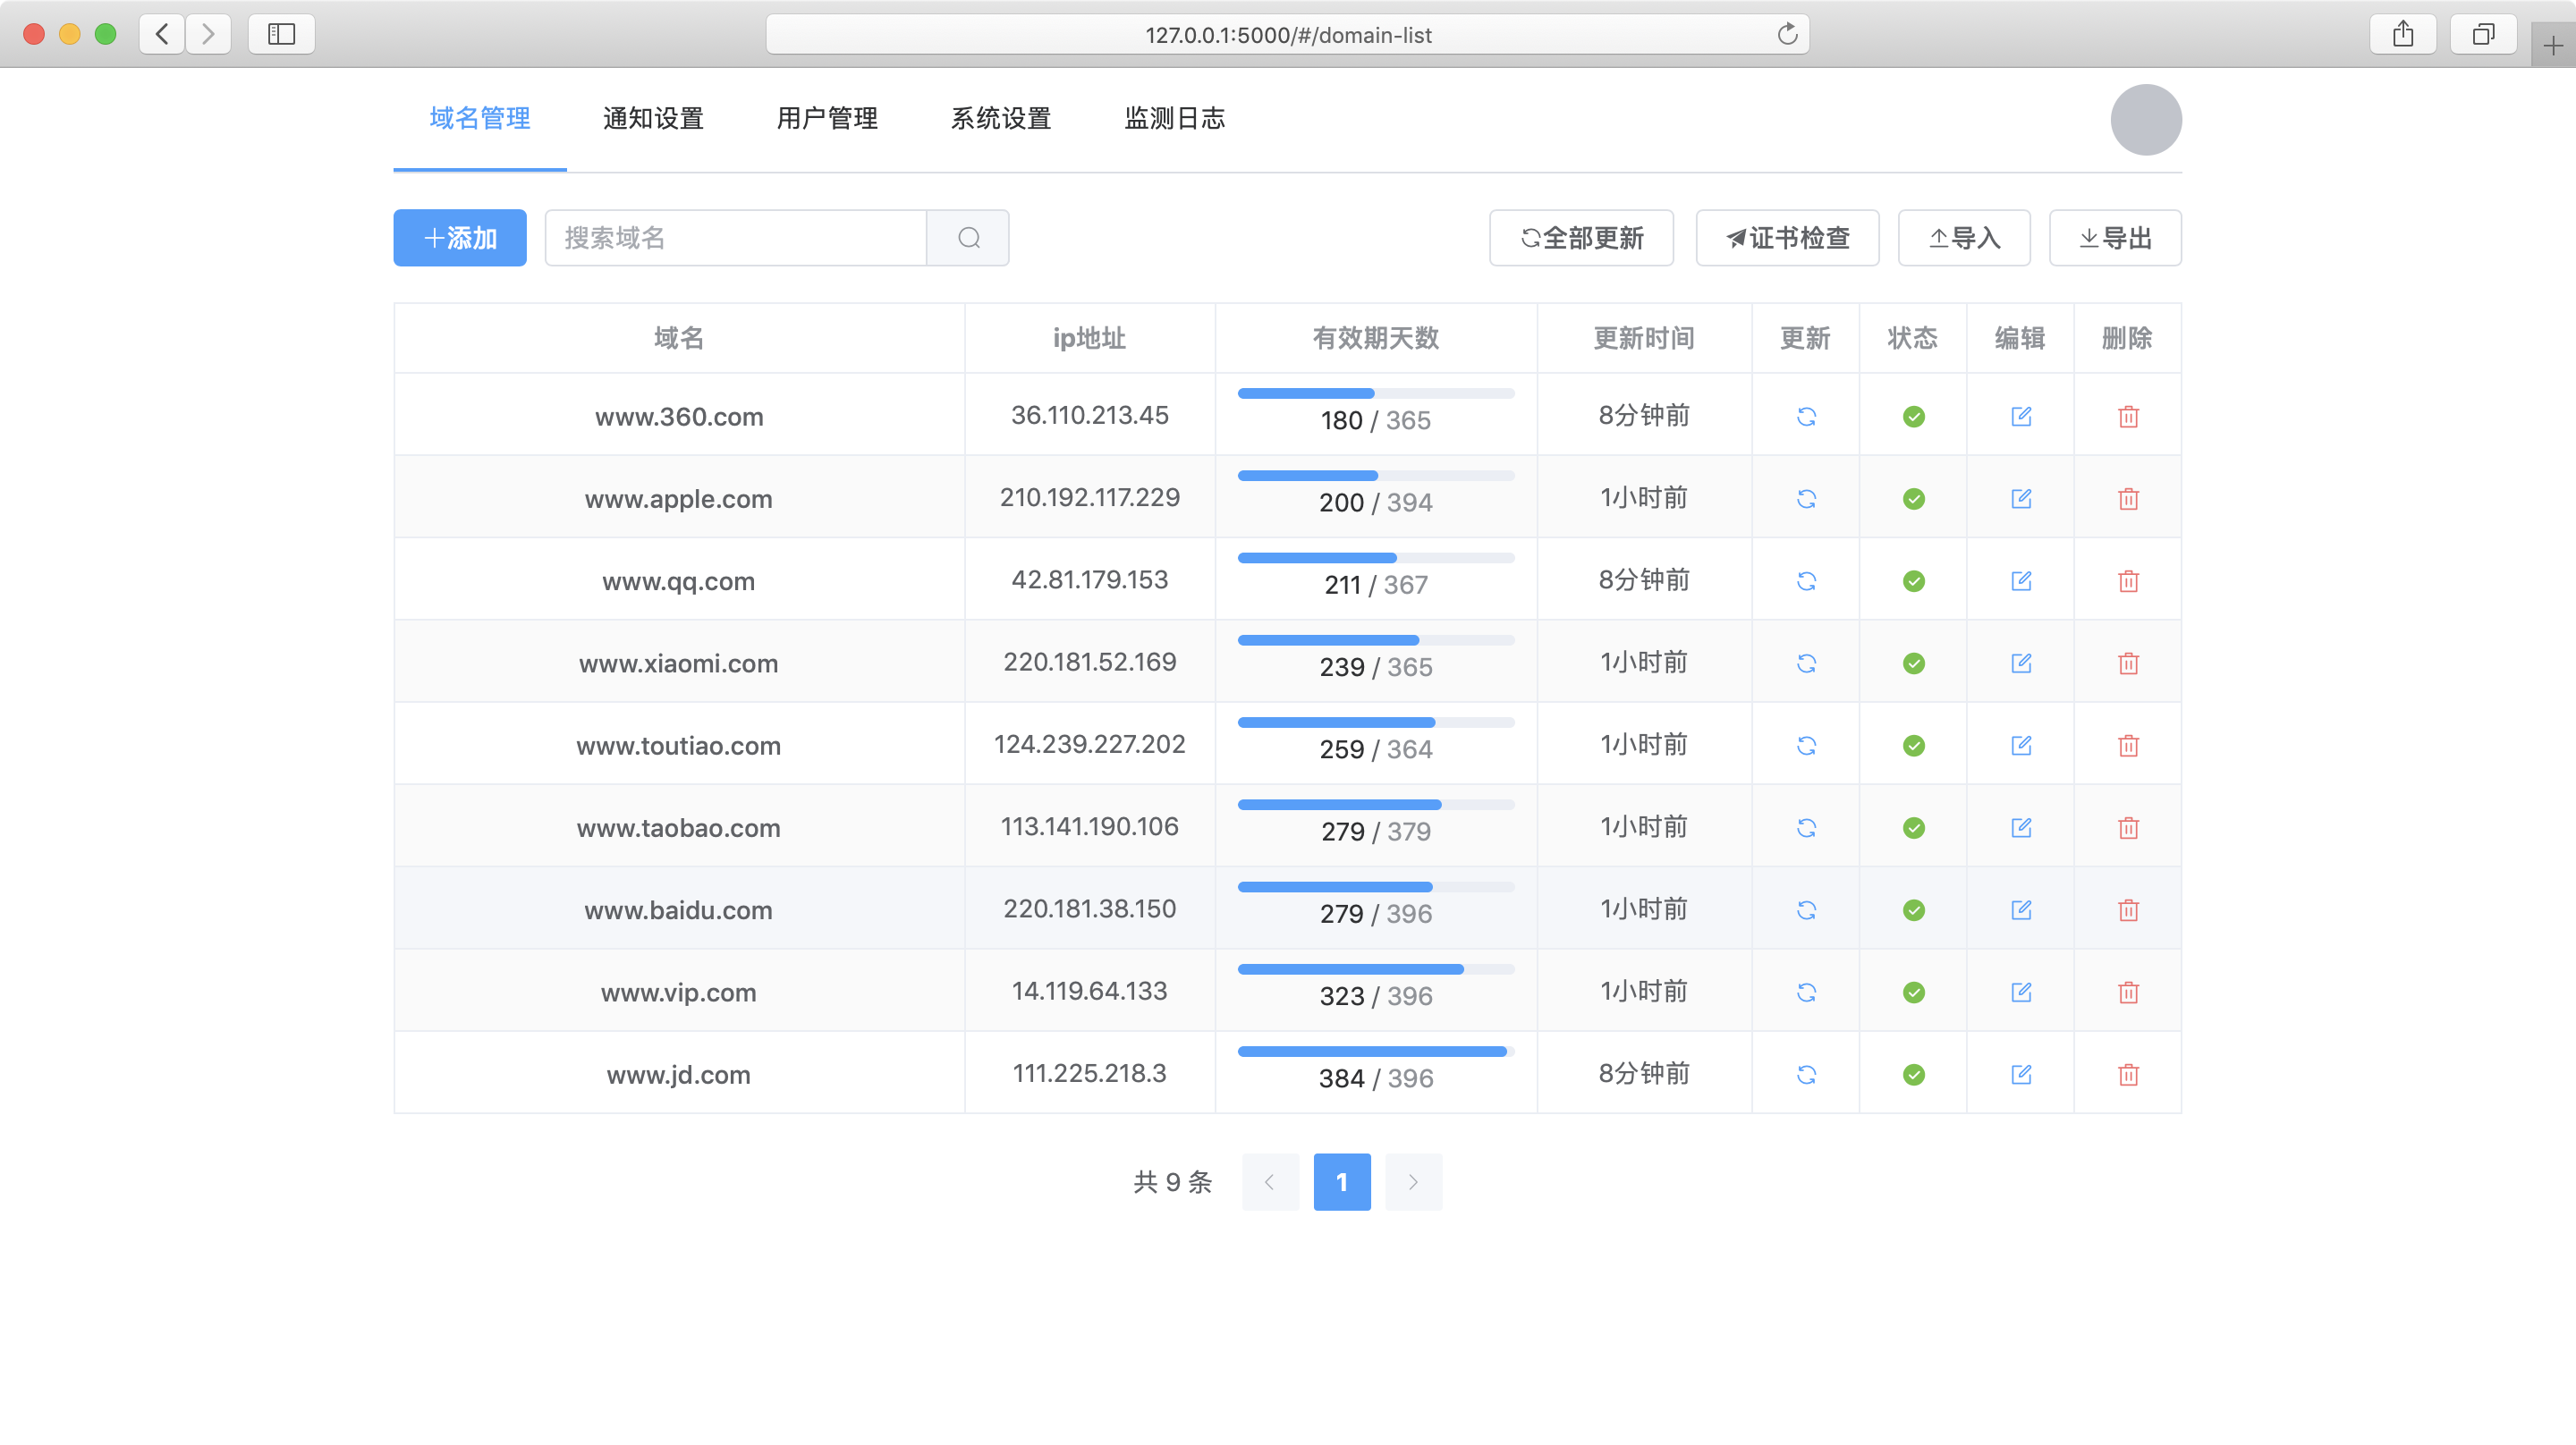 127.0.0.1:5000/#/domain-list
域名管理 通知设置 用户管理 系统设置 监测日志
添加 搜索域名 全部更新 证书检查 导入 导出
域名 ip地址 有效期天数 更新时间 更新 状态 编辑 删除
www.360.com 36.110.213.45 180 / 365 8分钟前
www.apple.com 210.192.117.229 200 / 394 1小时前
www.qq.com 42.81.179.153 211 / 367 8分钟前
www.xiaomi.com 220.181.52.169 239 / 365 1小时前
www.toutiao.com 124.239.227.202 259 / 364 1小时前
www.taobao.com 113.141.190.106 279 / 379 1小时前
www.baidu.com 220.181.38.150 279 / 396 1小时前
www.vip.com 14.119.64.133 323 / 396 1小时前
www.jd.com 111.225.218.3 384 / 396 8分钟前
共 9 条 1